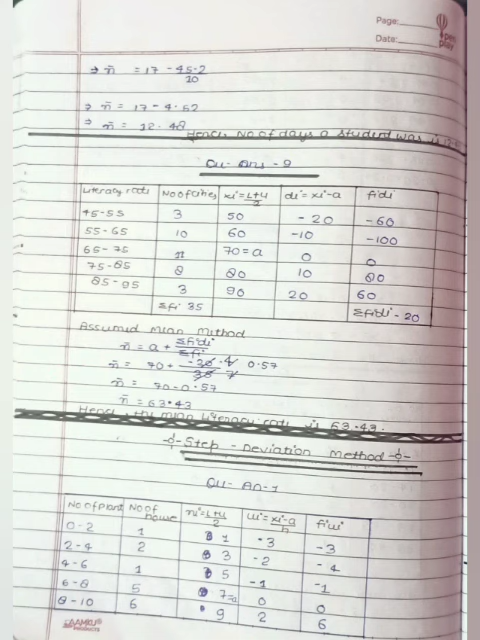 Page:
Date:
⇒ x̄ = 17 - 45.2
10
⇒ x̄ = 17 - 4.52
⇒ x̄ = 12.48
Hence, No of days a student was
Qu- Ans - 9
Literacy rate No of cities xi = L+U/2 di = xi-a fidi
45-55 3 50 -20 -60
55-65 10 60 -10 -100
65-75 11 70=a 0 0
75-85 8 80 10 80
85-95 3 90 20 60
Σfi 35 Σfidi - 20
Assumed mean method
x̄ = a + Σfidi/Σfi
x̄ = 70 + -20 4 0.57
35 7
x̄ = 70-0.57
x̄ = 63.43
Hence, the mean Literacy rate is 63.43.
Step - Deviation Method
Qu- An-1
No of plant No of house xi = L+U/2 ui = xi-a/h fiui
0-2 1 1 -3 -3
2-4 2 3 -2 -4
4-6 1 5 -1 -1
6-8 5 7=a 0 0
8-10 6 9 2 6
PRODUCTS